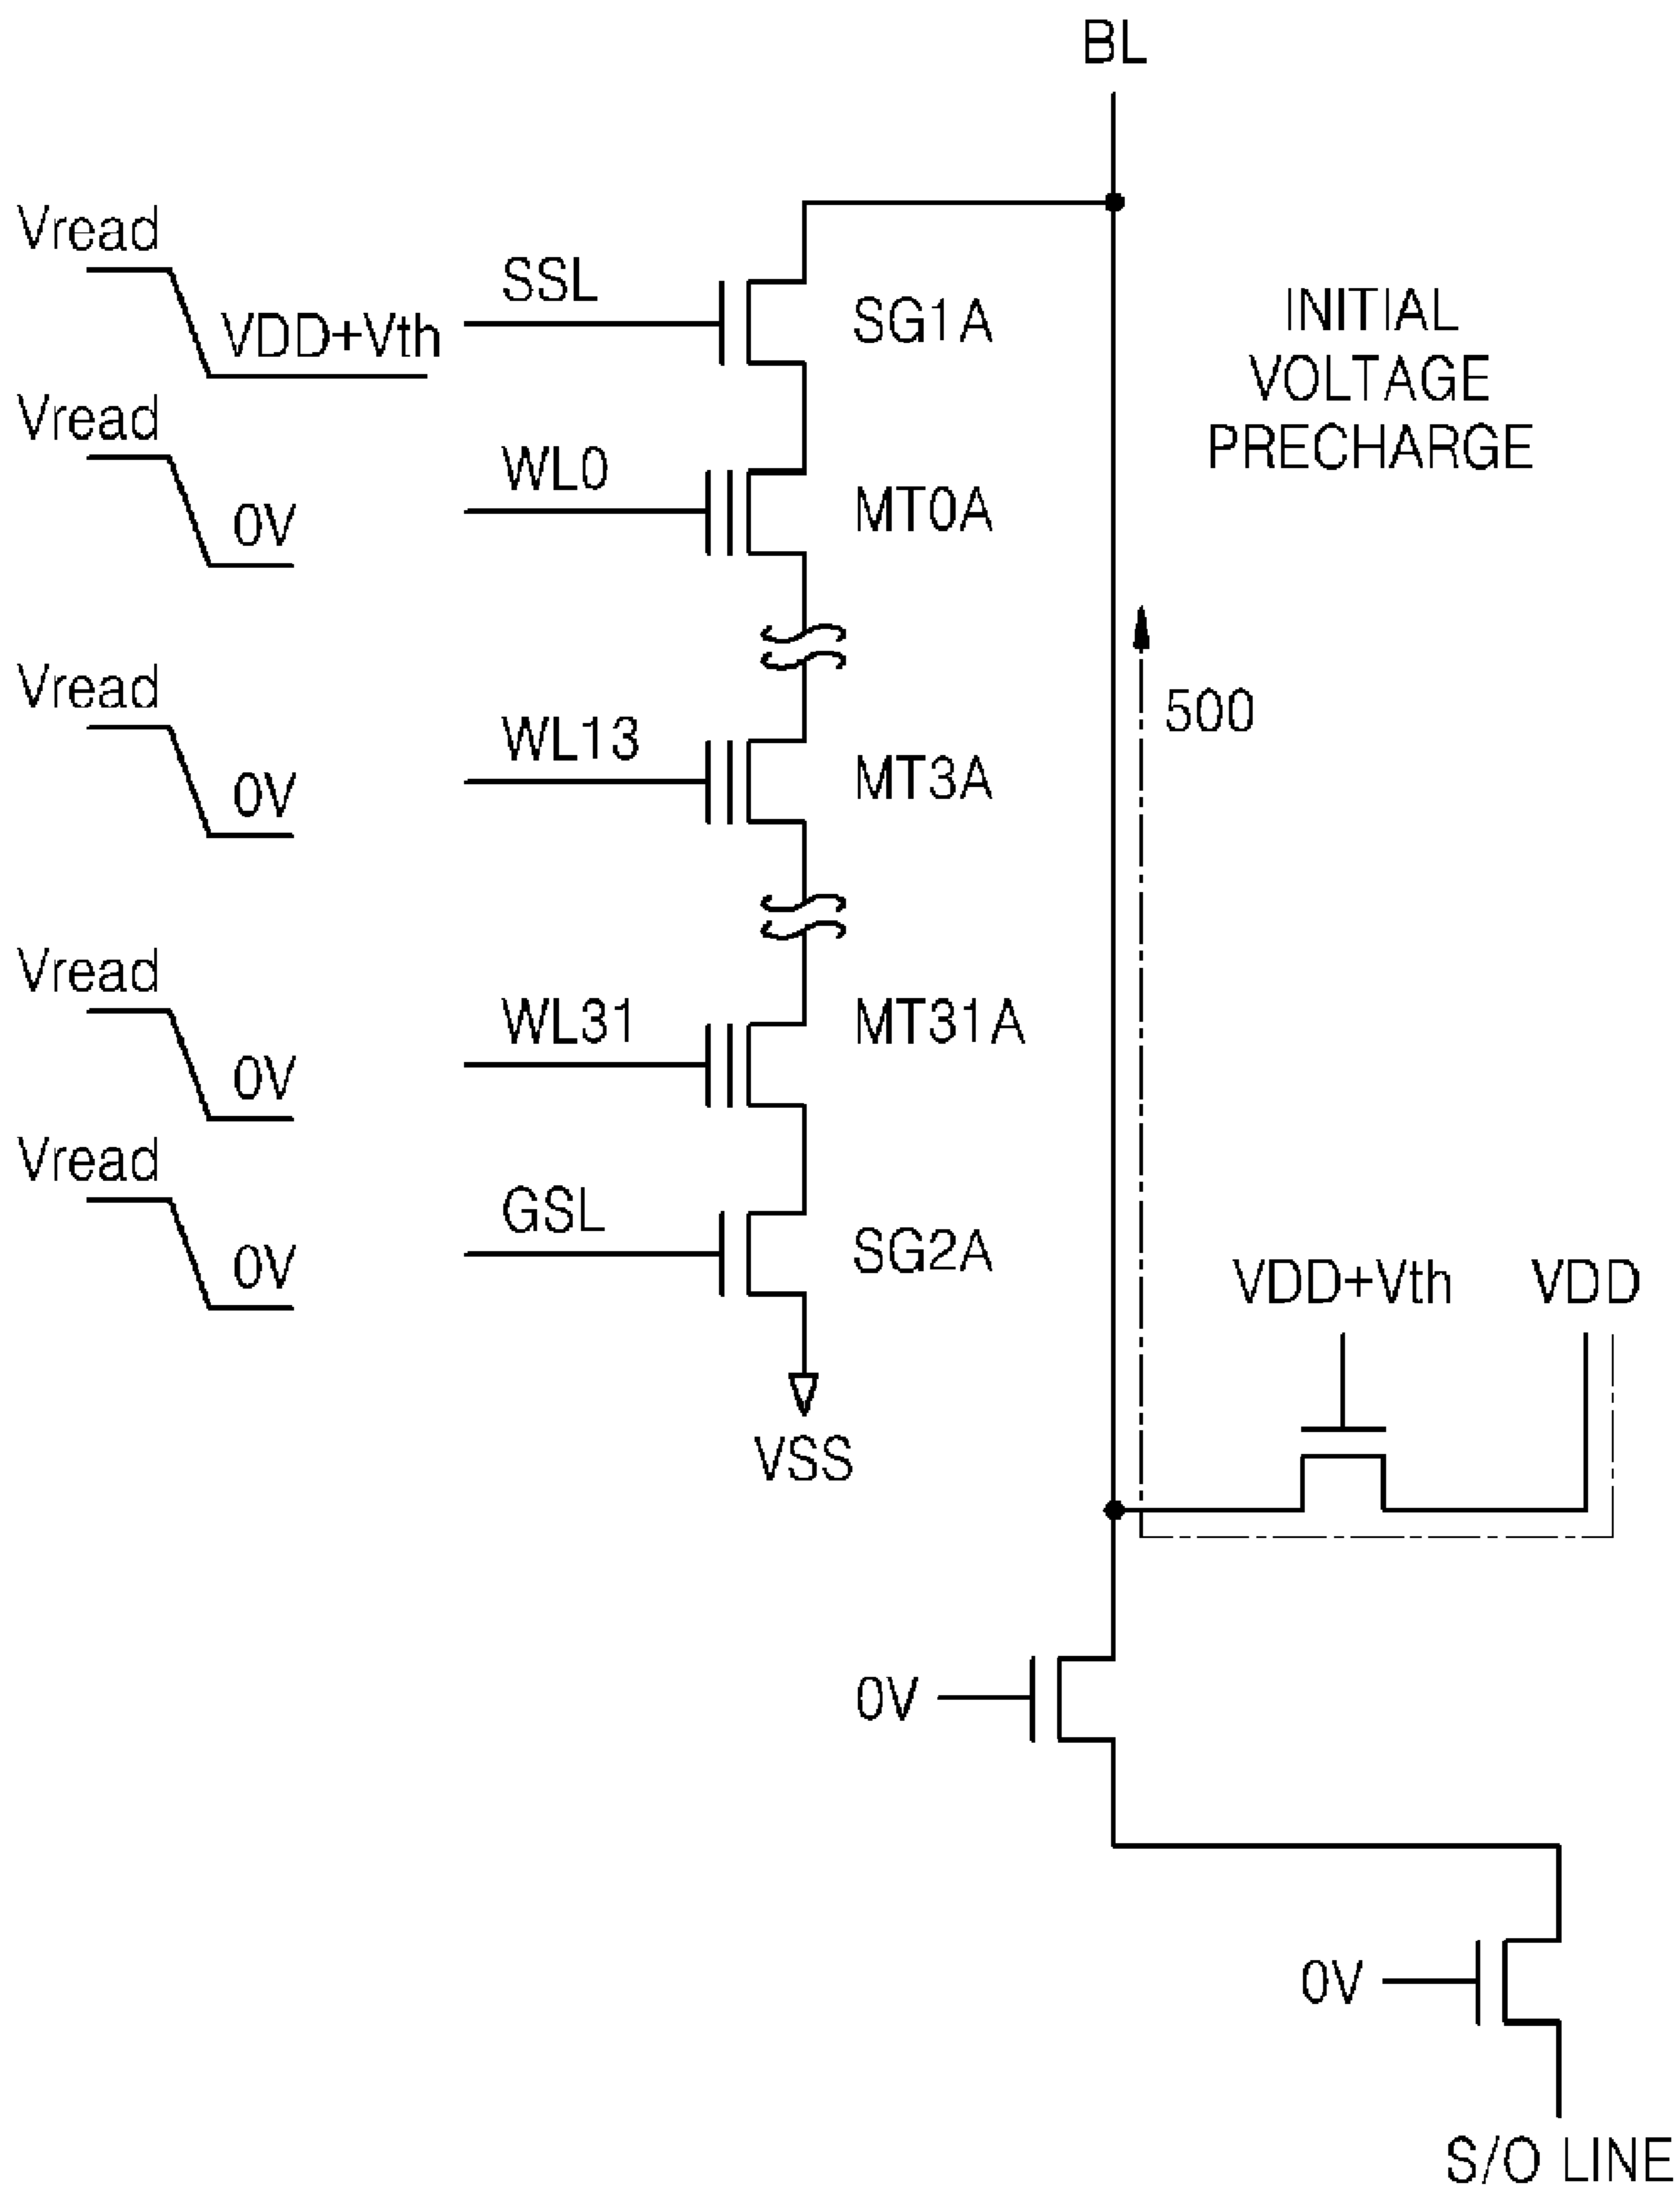 BL
Vread
VDD+Vth
SSL
SG1A
INITIAL
VOLTAGE
PRECHARGE
Vread
0V
WL0
MT0A
Vread
0V
WL13
MT3A
500
Vread
0V
WL31
MT31A
Vread
0V
GSL
SG2A
VDD+Vth
VDD
VSS
0V
0V
S/O LINE